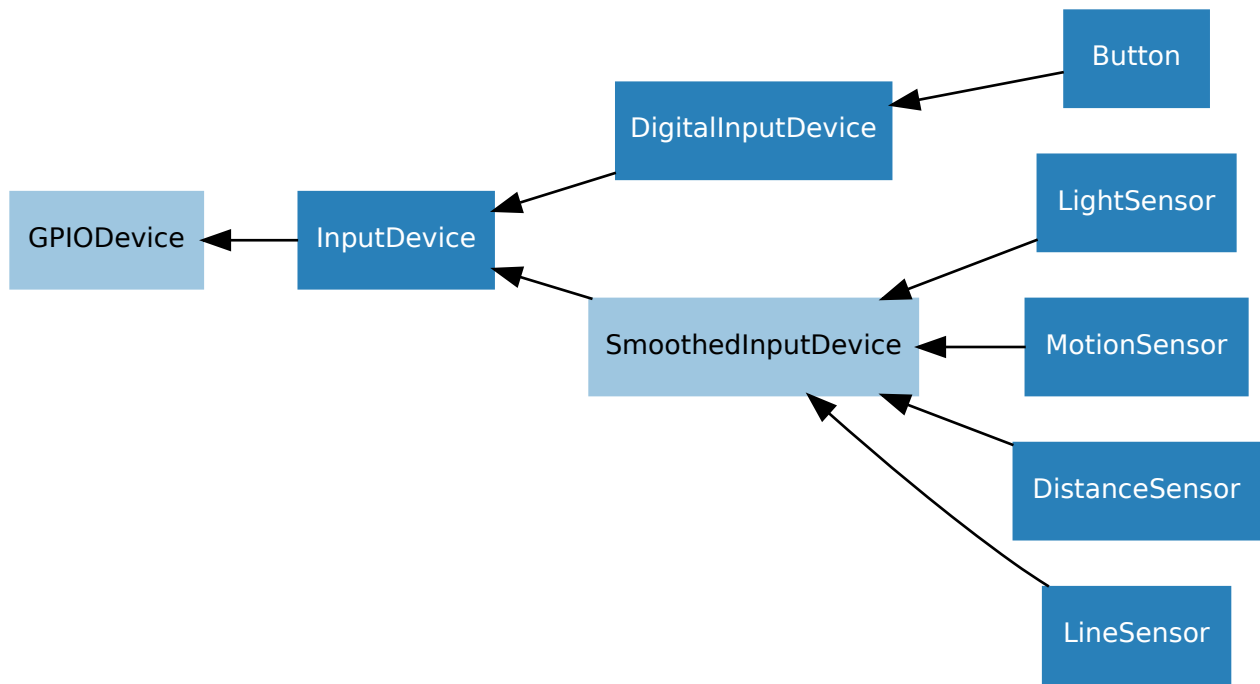 Button
DigitalInputDevice
LightSensor
GPIODevice
InputDevice
SmoothedInputDevice
MotionSensor
DistanceSensor
LineSensor